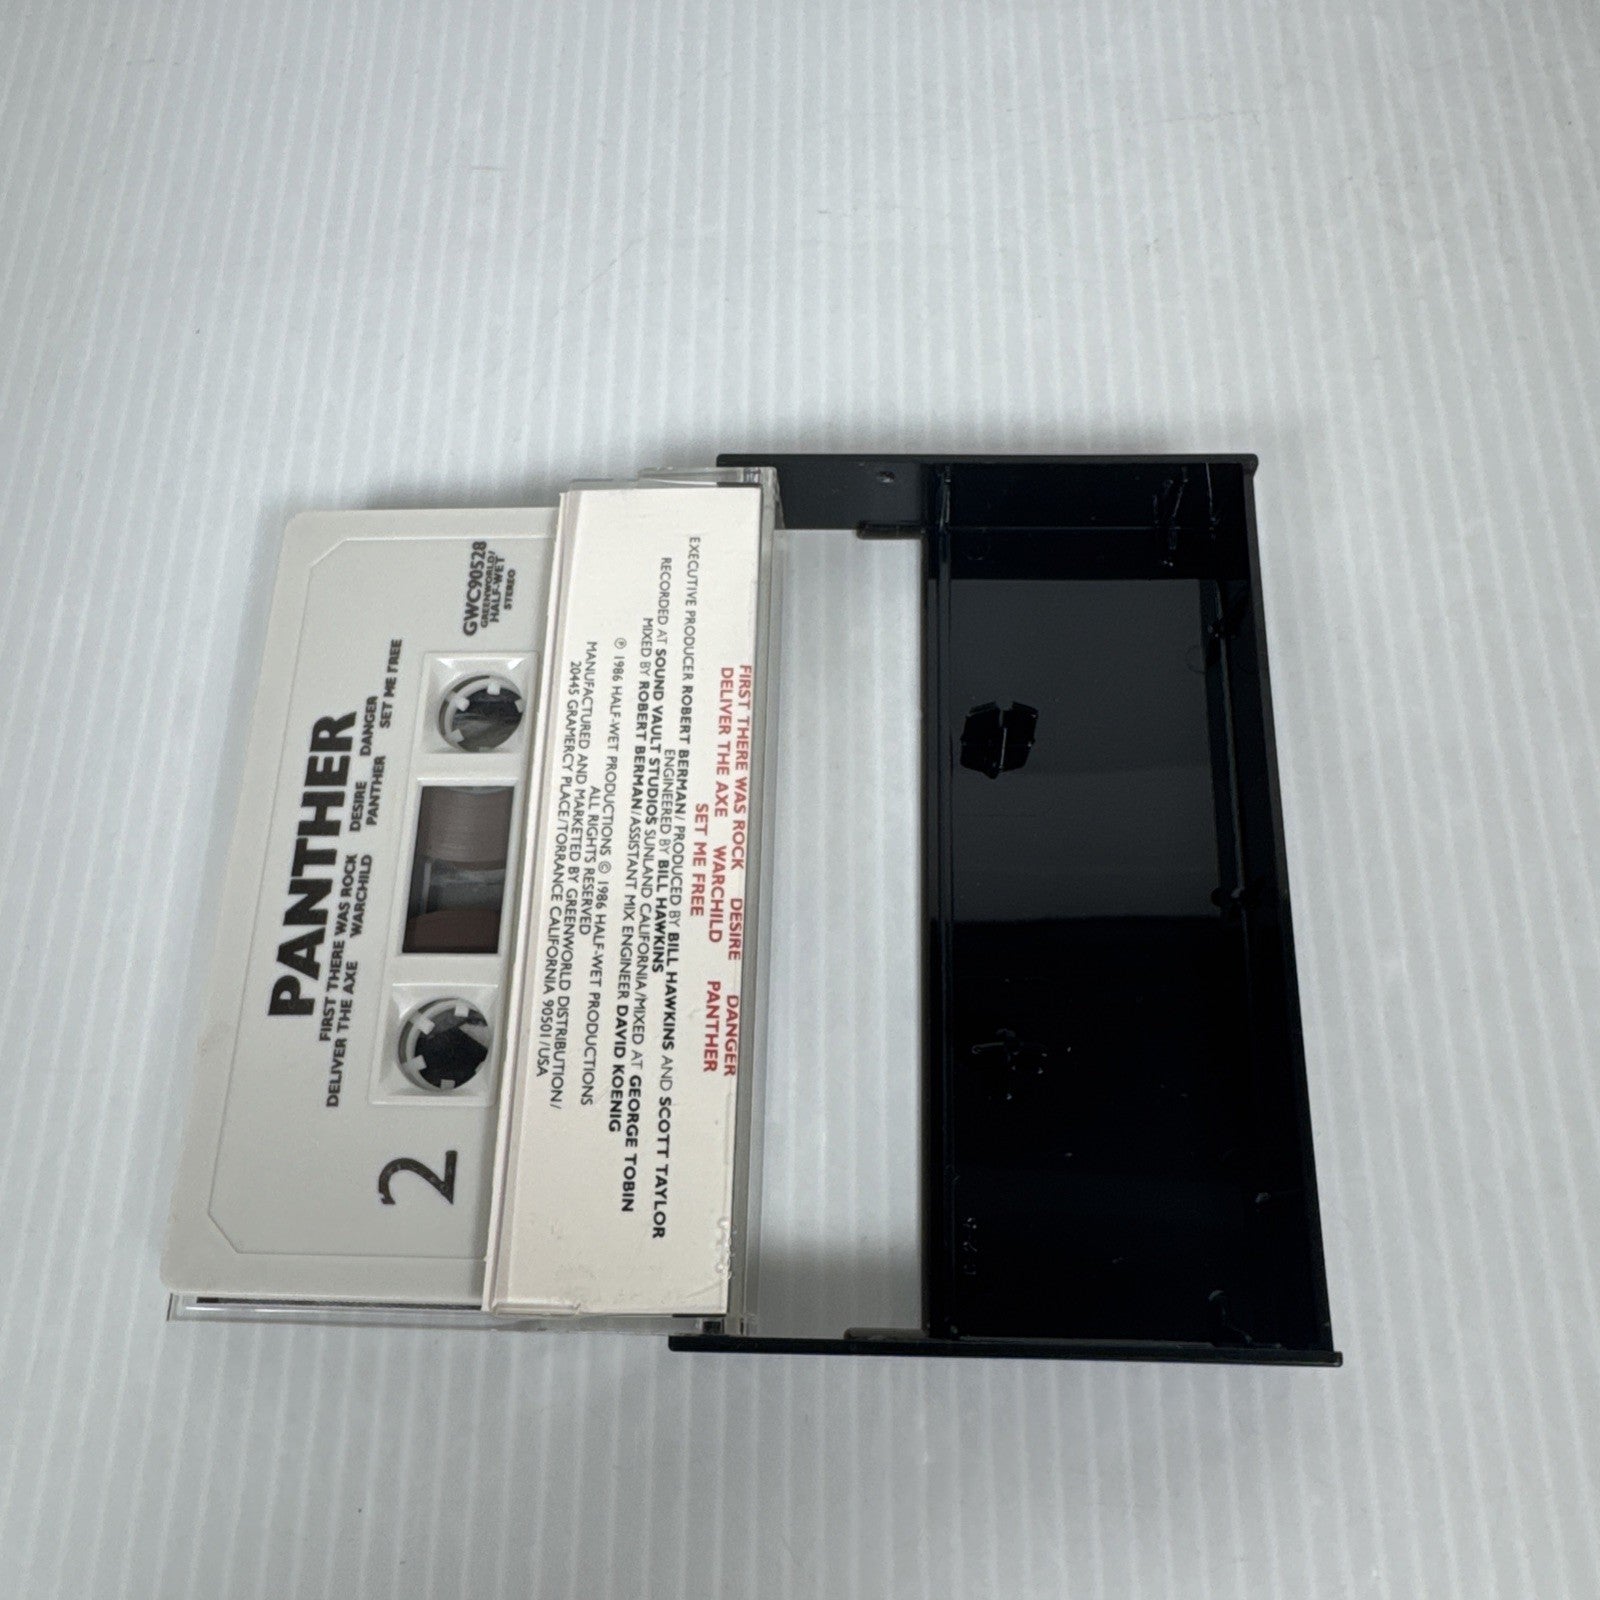 PANTHER
FIRST THERE WAS ROCK DESIRE DANGER
DELIVER THE AXE WARCHILD PANTHER SET ME FREE
GWC90528
GREENWORLD/
HALF-WET
STEREO
2
FIRST THERE WAS ROCK DESIRE DANGER
DELIVER THE AXE WARCHILD PANTHER
SET ME FREE
EXECUTIVE PRODUCER ROBERT BERMAN/PRODUCED BY BILL HAWKINS AND SCOTT TAYLOR
ENGINEERED BY BILL HAWKINS
RECORDED AT SOUND VAULT STUDIOS SUNLAND CALIFORNIA/MIXED AT GEORGE TOBIN
MIXED BY ROBERT BERMAN/ASSISTANT MIX ENGINEER DAVID KOENIG
℗ 1986 HALF-WET PRODUCTIONS © 1986 HALF-WET PRODUCTIONS
ALL RIGHTS RESERVED
MANUFACTURED AND MARKETED BY GREENWORLD DISTRIBUTION/
20445 GRAMERCY PLACE/TORRANCE CALIFORNIA 90501/USA